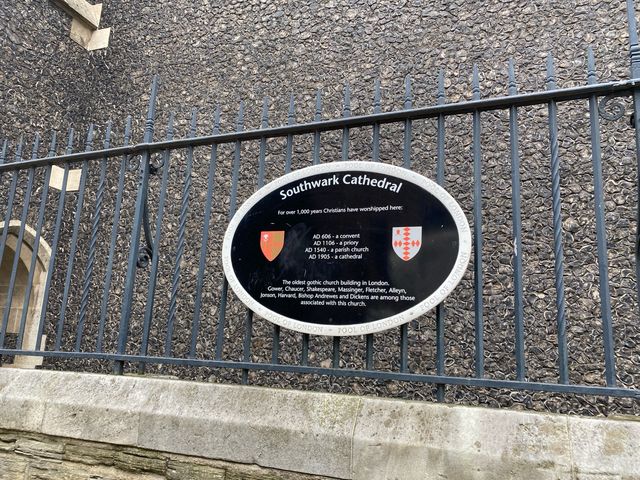 Southwark Cathedral
For over 1,000 years Christians have worshipped here:
AD 606 - a convent
AD 1106 - a priory
AD 1540 - a parish church
AD 1905 - a cathedral
The oldest gothic church building in London.
Gower, Chaucer, Shakespeare, Massinger, Fletcher, Alleyn,
Jonson, Harvard, Bishop Andrewes and Dickens are among those
associated with this church.
POOL OF LONDON